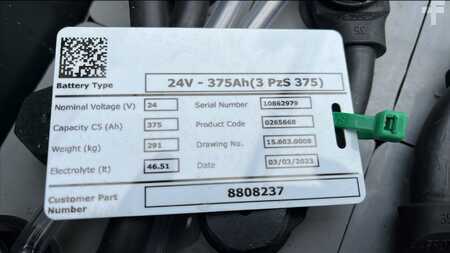 Battery Type 24V - 375Ah(3 PzS 375)
Nominal Voltage (V) 24 Serial Number 10862979
Capacity C5 (Ah) 375 Product Code 0265668
Weight (kg) 291 Drawing No. 15.603.0008
Electrolyte (lt) 46.51 Date 03/03/2023
Customer Part Number 8808237